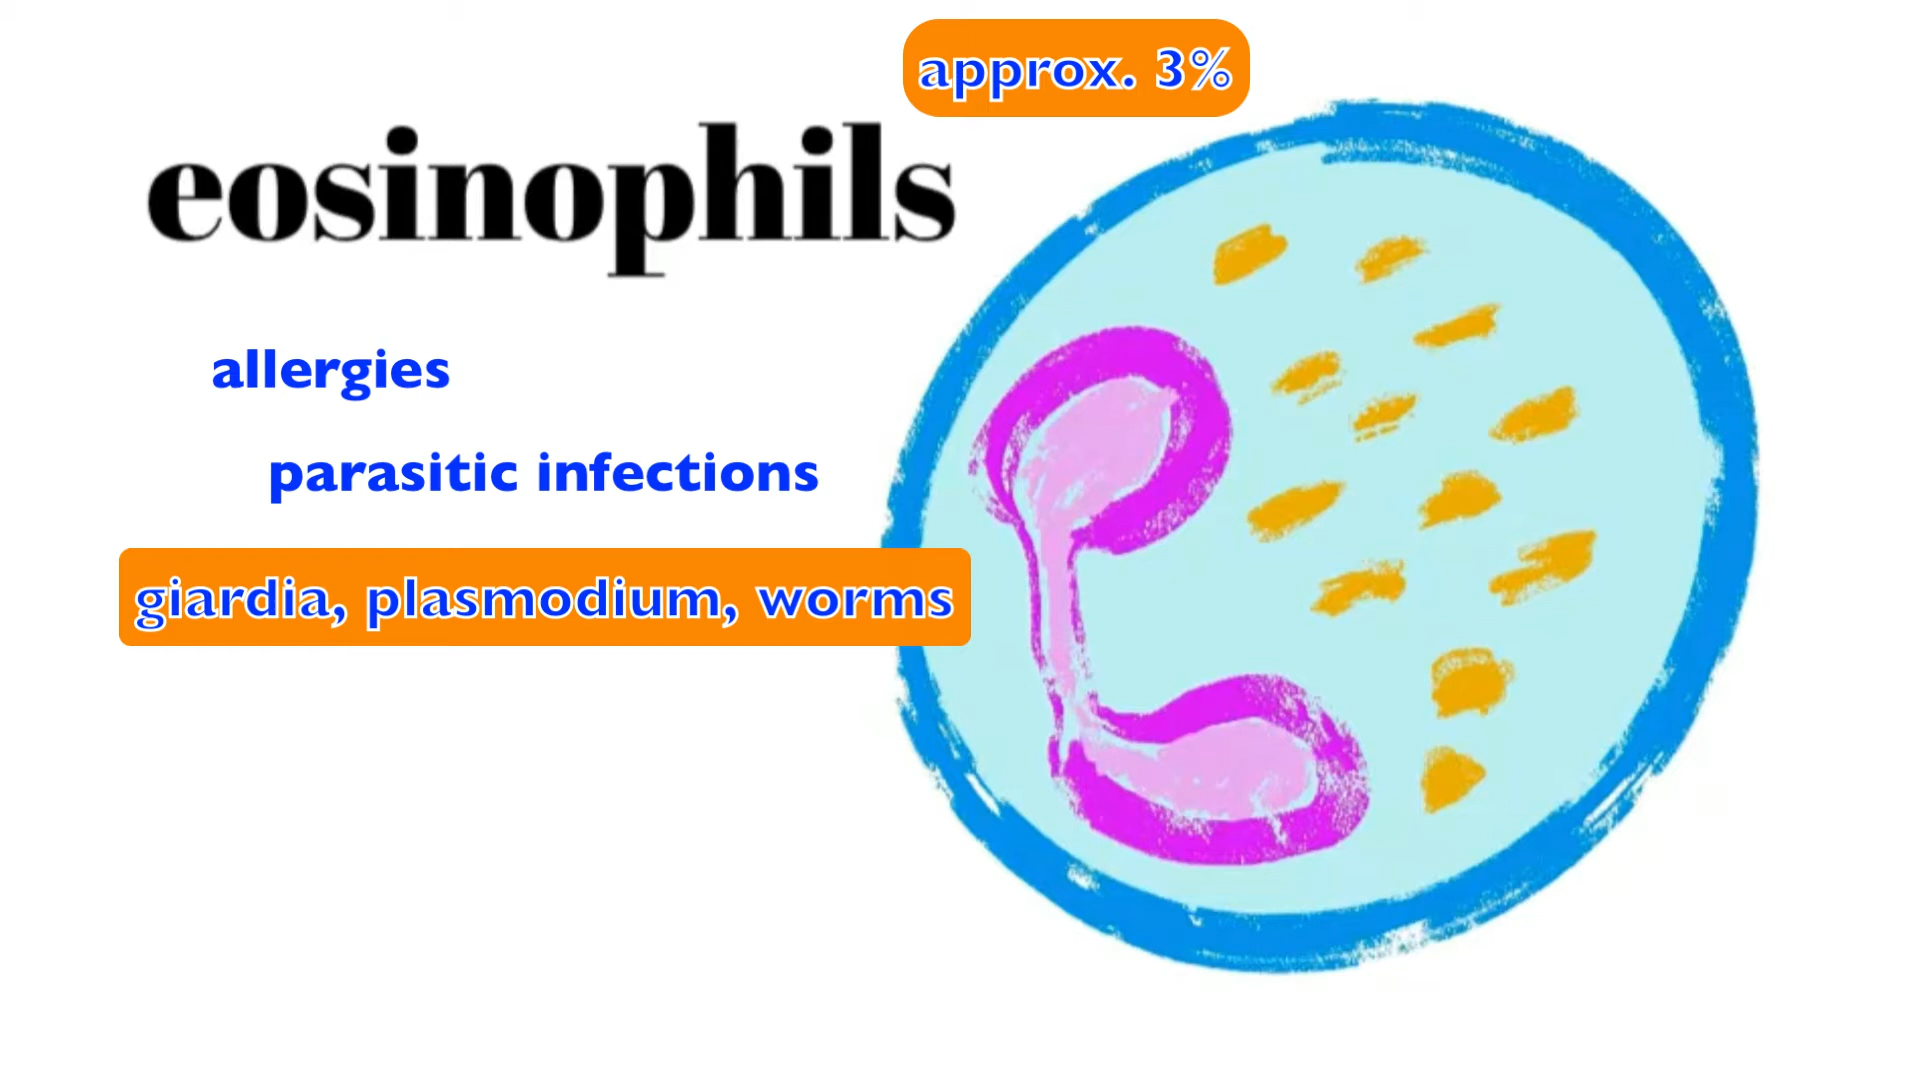 approx. 3%
eosinophils
allergies
parasitic infections
giardia, plasmodium, worms